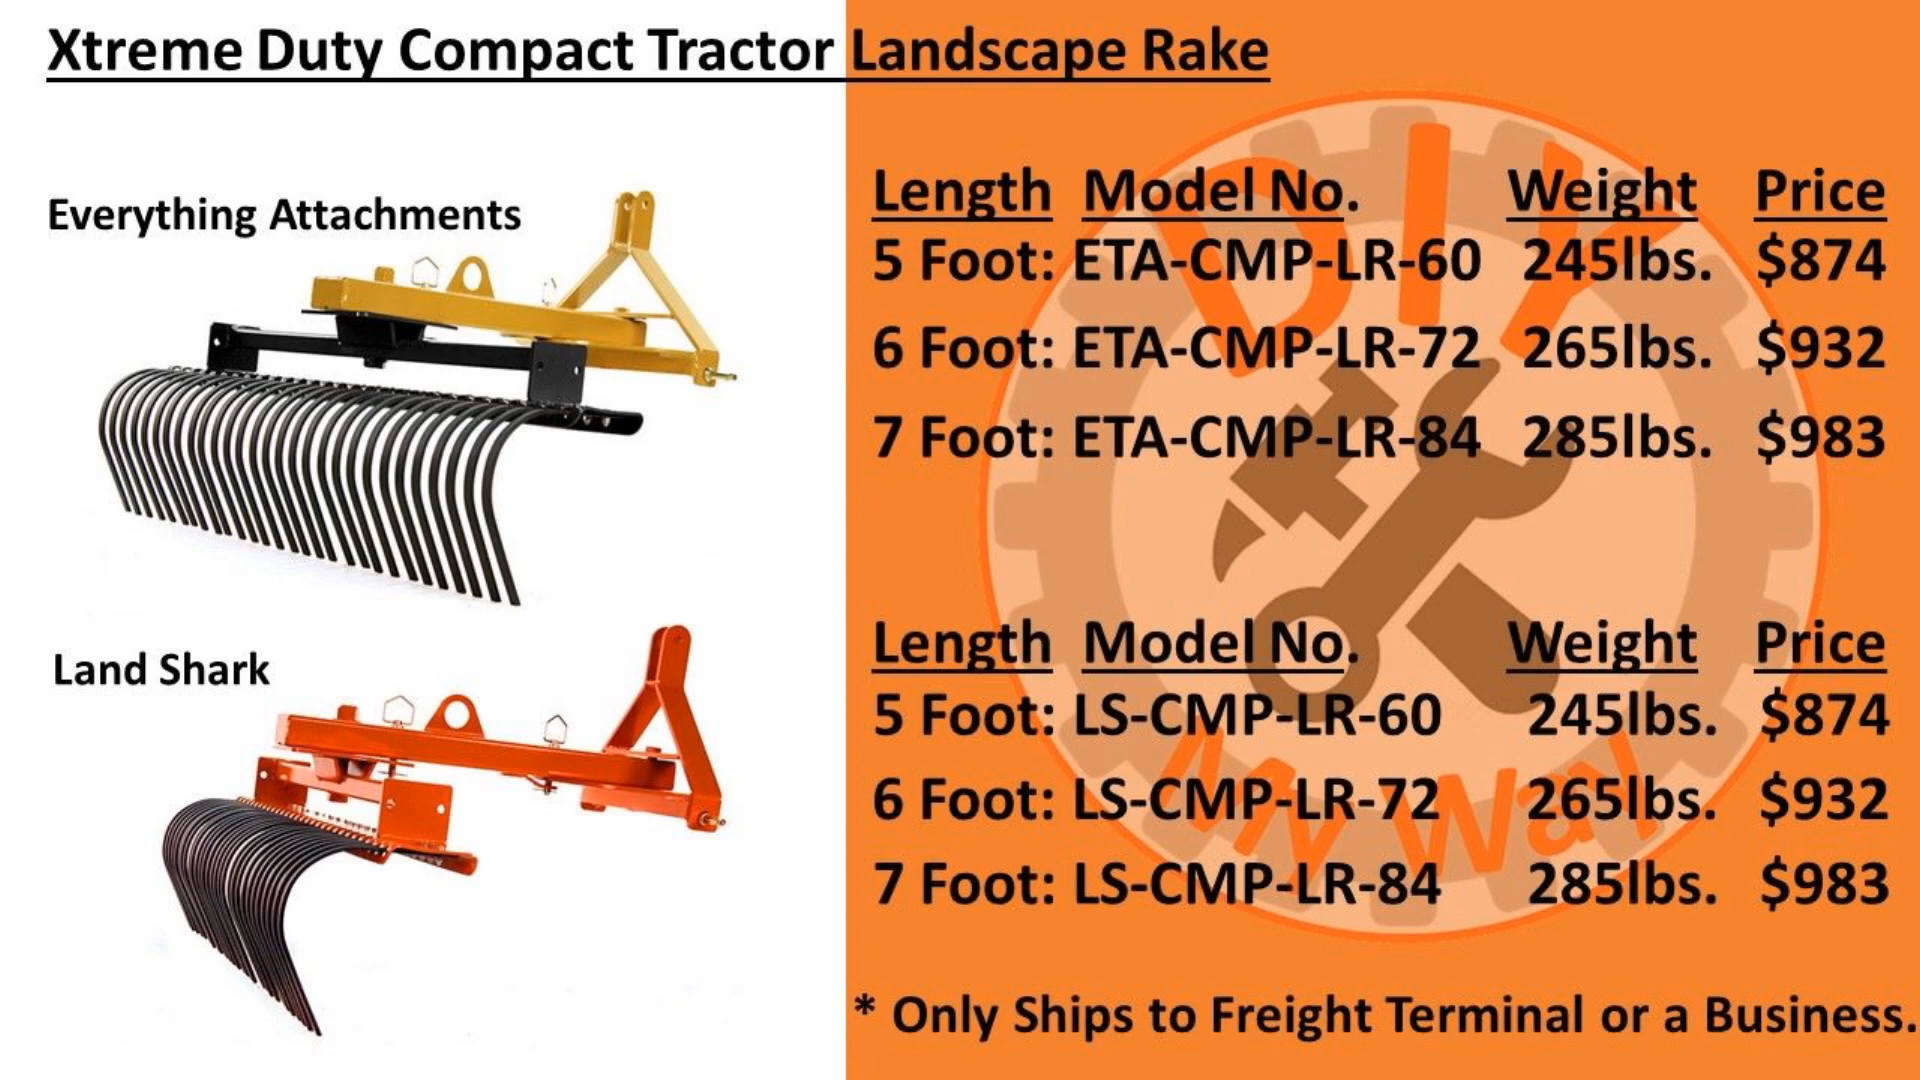 Xtreme Duty Compact Tractor Landscape Rake
Everything Attachments
Length Model No. Weight Price
5 Foot: ETA-CMP-LR-60 245lbs. $874
6 Foot: ETA-CMP-LR-72 265lbs. $932
7 Foot: ETA-CMP-LR-84 285lbs. $983
Land Shark
Length Model No. Weight Price
5 Foot: LS-CMP-LR-60 245lbs. $874
6 Foot: LS-CMP-LR-72 265lbs. $932
7 Foot: LS-CMP-LR-84 285lbs. $983
* Only Ships to Freight Terminal or a Business.
DIY
My Way